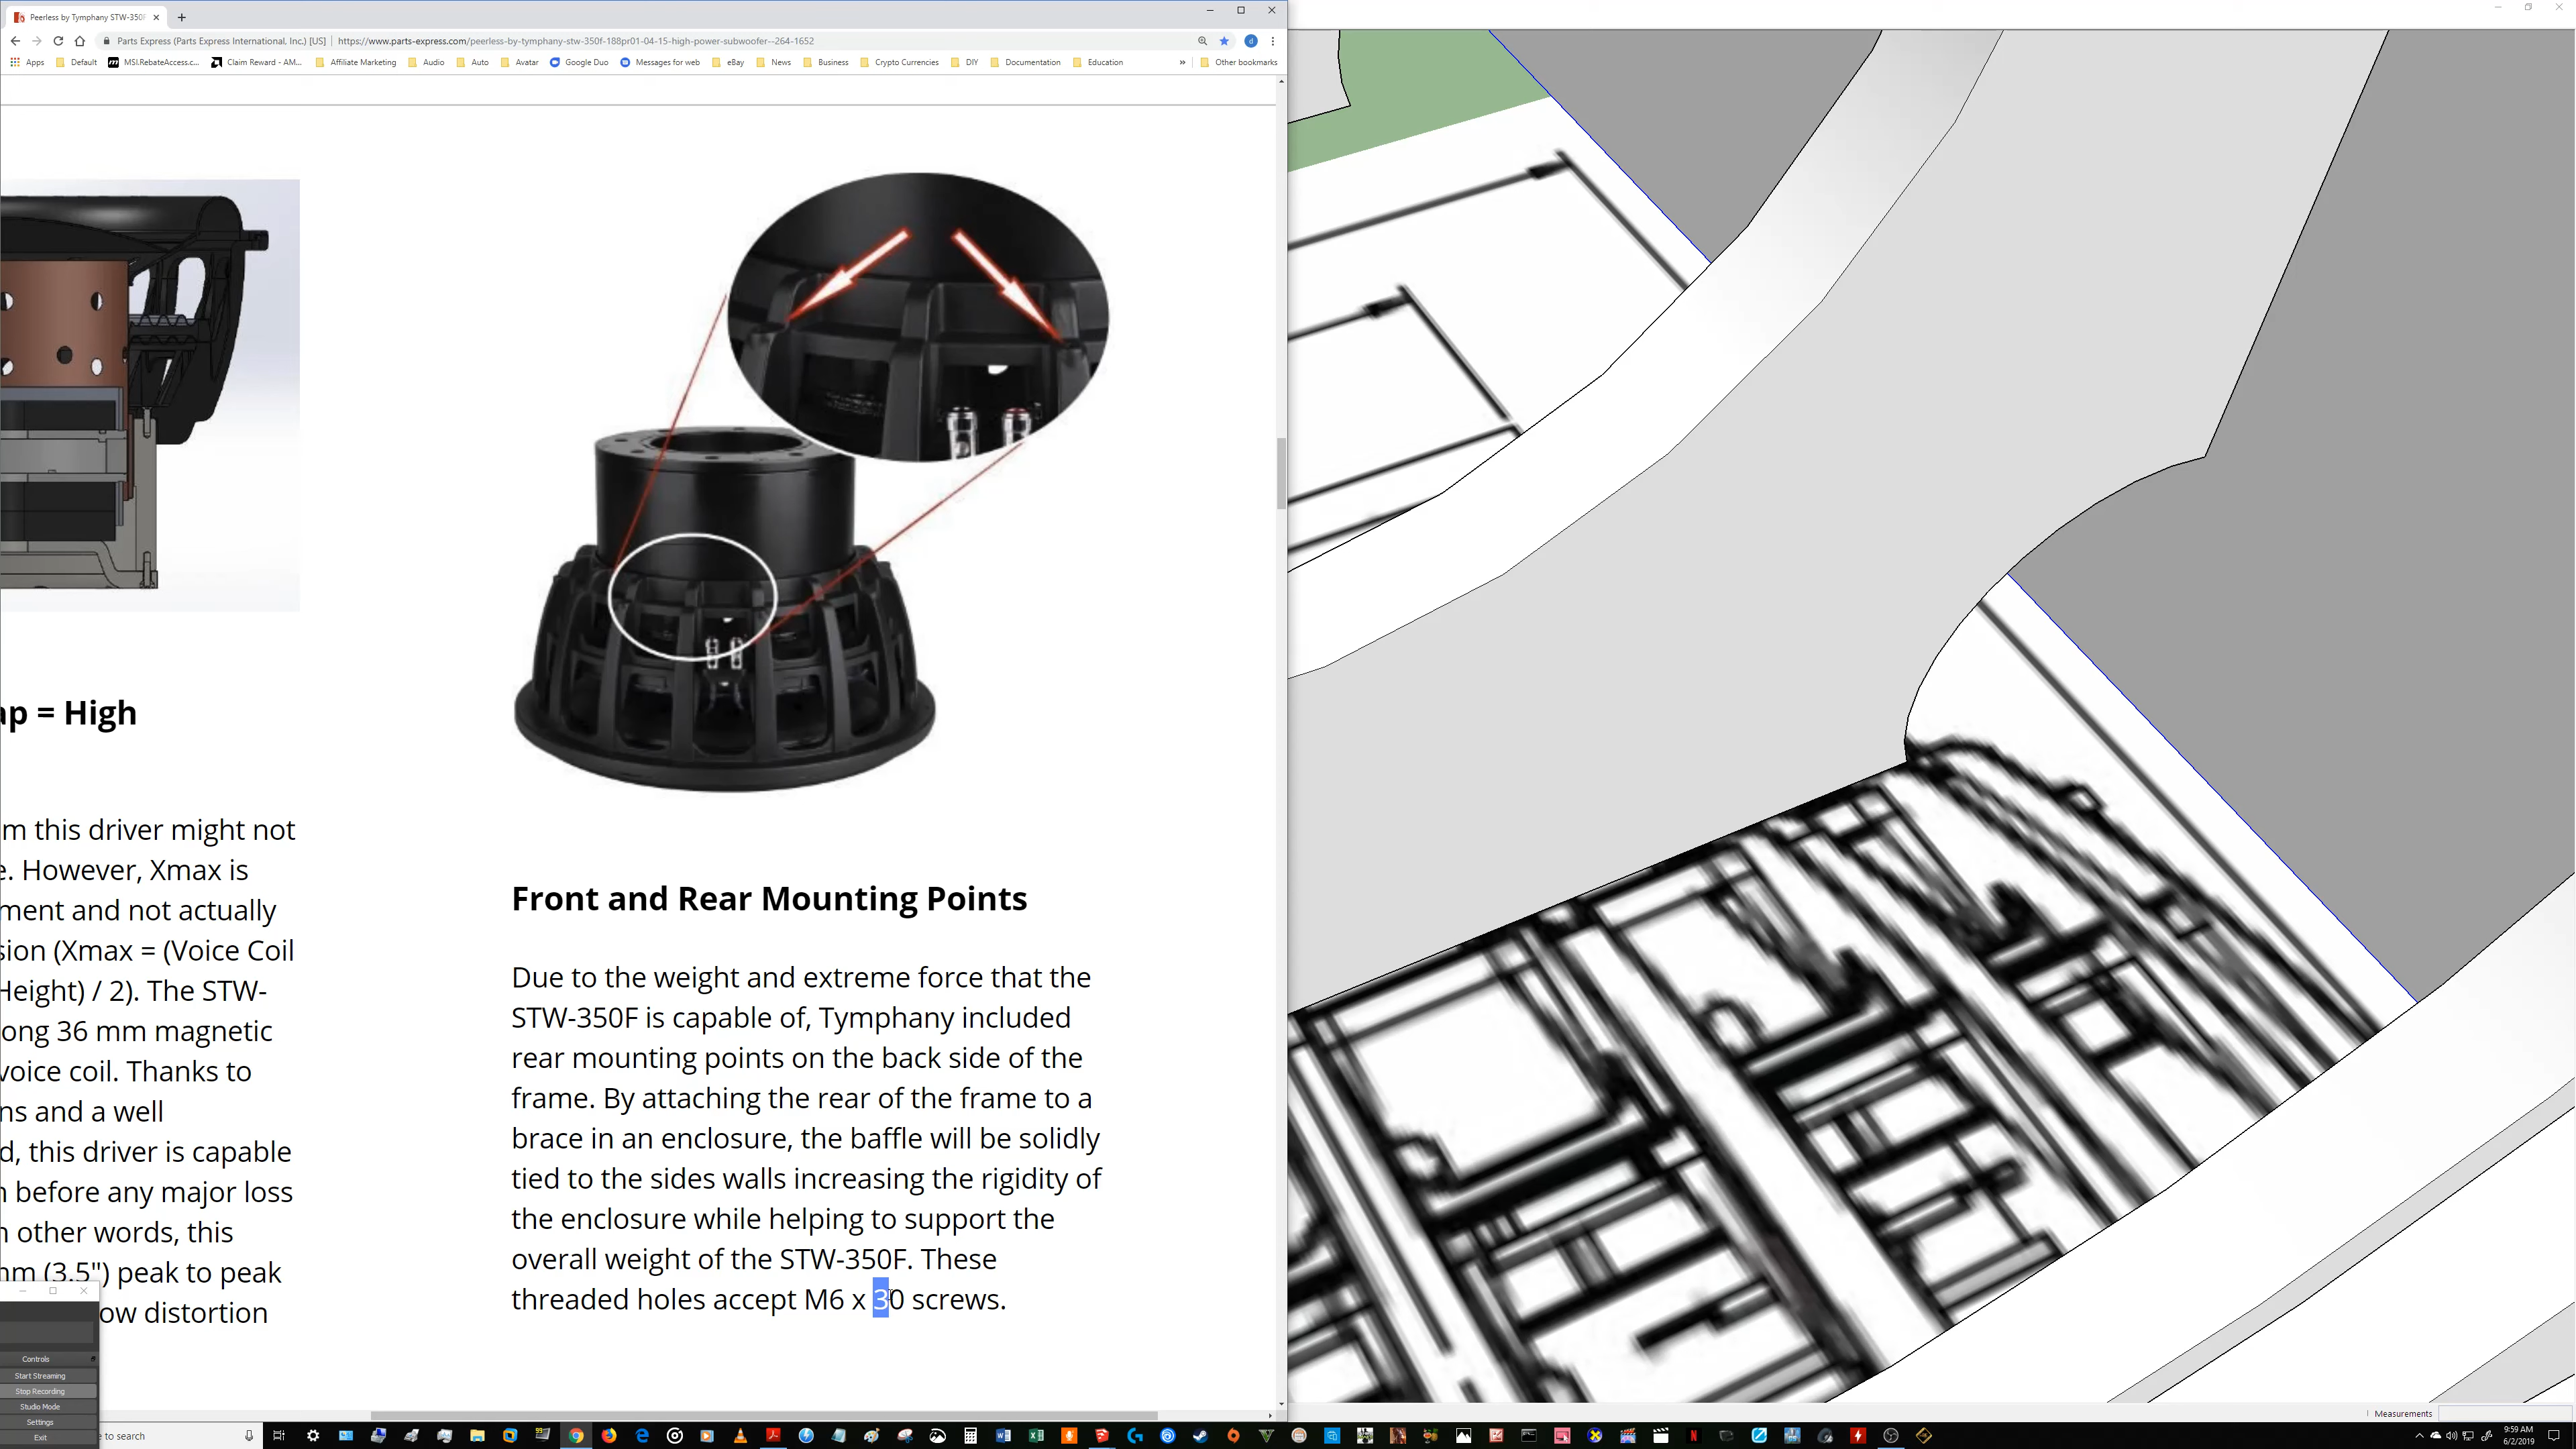 Peerless by Tymphany STW-350F
Parts Express (Parts Express International, Inc.) [US] | https://www.parts-express.com/peerless-by-tymphany-stw-350f-188pr01-04-15-high-power-subwoofer--264-1652
Apps Default MSI.RebateAccess.c... Claim Reward - AM... Affiliate Marketing Audio Auto Avatar Google Duo Messages for web eBay News Business Crypto Currencies DIY Documentation Education » Other bookmarks
ap = High
m this driver might not
e. However, Xmax is
ment and not actually
sion (Xmax = (Voice Coil
Height) / 2). The STW-
ong 36 mm magnetic
voice coil. Thanks to
ns and a well
d, this driver is capable
n before any major loss
n other words, this
nm (3.5") peak to peak
ow distortion
Front and Rear Mounting Points
Due to the weight and extreme force that the
STW-350F is capable of, Tymphany included
rear mounting points on the back side of the
frame. By attaching the rear of the frame to a
brace in an enclosure, the baffle will be solidly
tied to the sides walls increasing the rigidity of
the enclosure while helping to support the
overall weight of the STW-350F. These
threaded holes accept M6 x 30 screws.
Controls
Start Streaming
Stop Recording
Studio Mode
Settings
Exit
e to search
Measurements
9:59 AM
6/2/2019